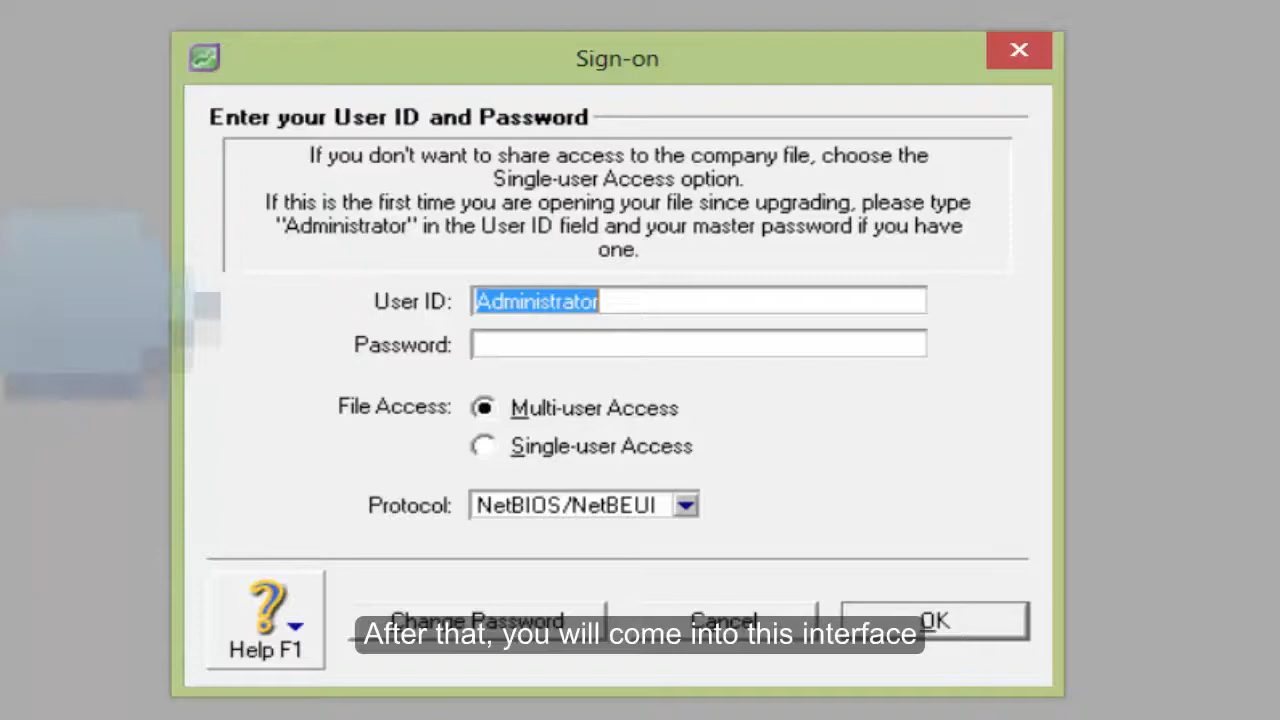 Sign-on
Enter your User ID and Password
If you don't want to share access to the company file, choose the
Single-user Access option.
If this is the first time you are opening your file since upgrading, please type
"Administrator" in the User ID field and your master password if you have
one.
User ID: Administrator
Password:
File Access: Multi-user Access
Single-user Access
Protocol: NetBIOS/NetBEUI
Change Password Cancel OK
After that, you will come into this interface
Help F1